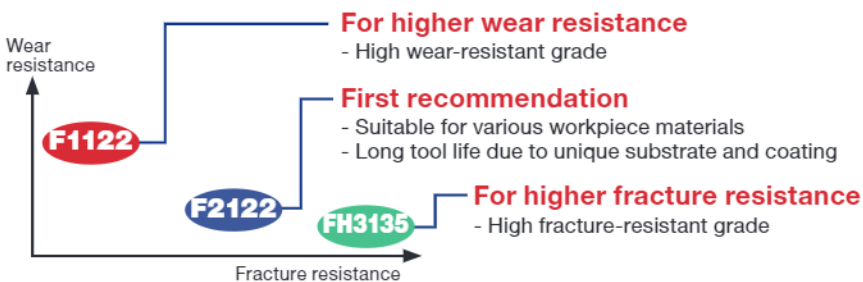 For higher wear resistance
- High wear-resistant grade
Wear
resistance
First recommendation
- Suitable for various workpiece materials
- Long tool life due to unique substrate and coating
F1122
F2122
For higher fracture resistance
- High fracture-resistant grade
FH3135
Fracture resistance